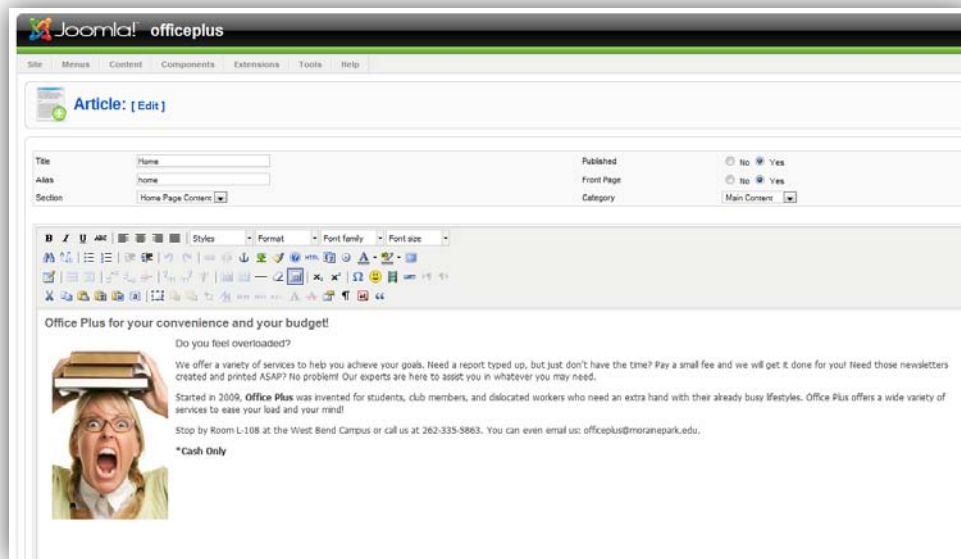 Joomla! officeplus
Site Menus Content Components Extensions Tools Help
Article: [ Edit ]
Title Home Published No Yes
Alias home Front Page No Yes
Section Home Page Content Category Main Content
B I U ABC Styles Format Font family Font size
HTML A
x₂ x² Ω
¶
Office Plus for your convenience and your budget!
Do you feel overloaded?
We offer a variety of services to help you achieve your goals. Need a report typed up, but just don't have the time? Pay a small fee and we will get it done for you! Need those newsletters
created and printed ASAP? No problem! Our experts are here to assist you in whatever you may need.
Started in 2009, Office Plus was invented for students, club members, and dislocated workers who need an extra hand with their already busy lifestyles. Office Plus offers a wide variety of
services to ease your load and your mind!
Stop by Room L-108 at the West Bend Campus or call us at 262-335-5863. You can even email us: officeplus@moranepark.edu.
*Cash Only